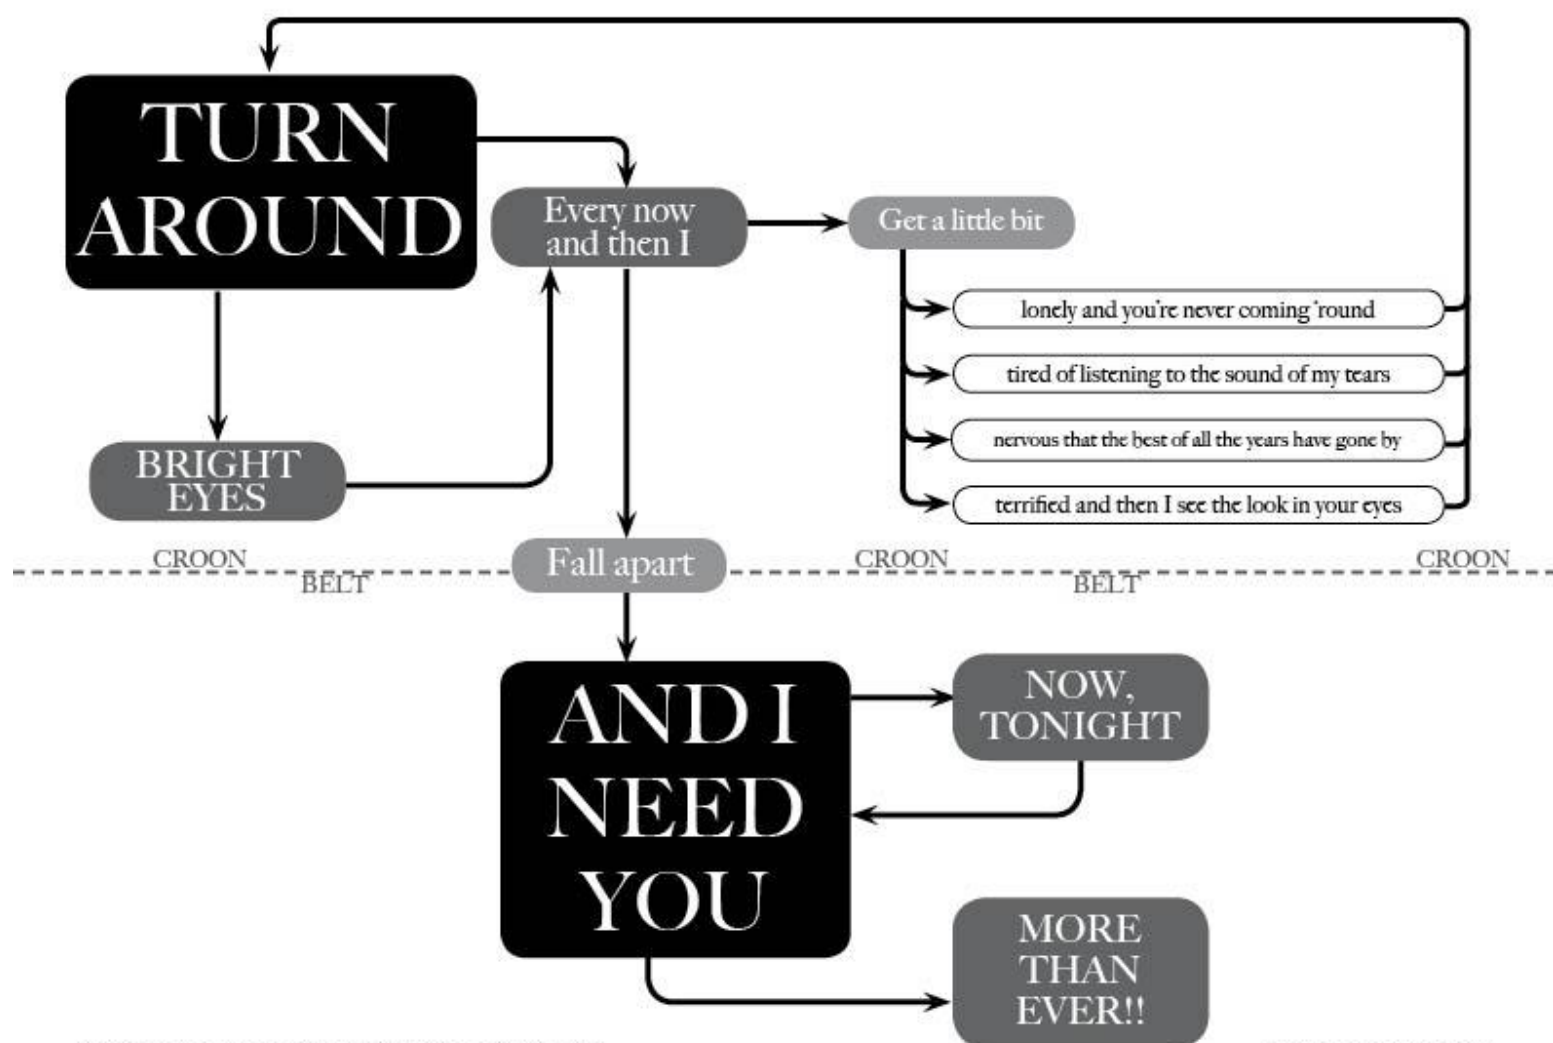 TURN
AROUND
Every now
and then I
Get a little bit
lonely and you're never coming 'round
tired of listening to the sound of my tears
nervous that the best of all the years have gone by
terrified and then I see the look in your eyes
BRIGHT
EYES
CROON
BELT
Fall apart
CROON
BELT
CROON
AND I
NEED
YOU
NOW,
TONIGHT
MORE
THAN
EVER!!